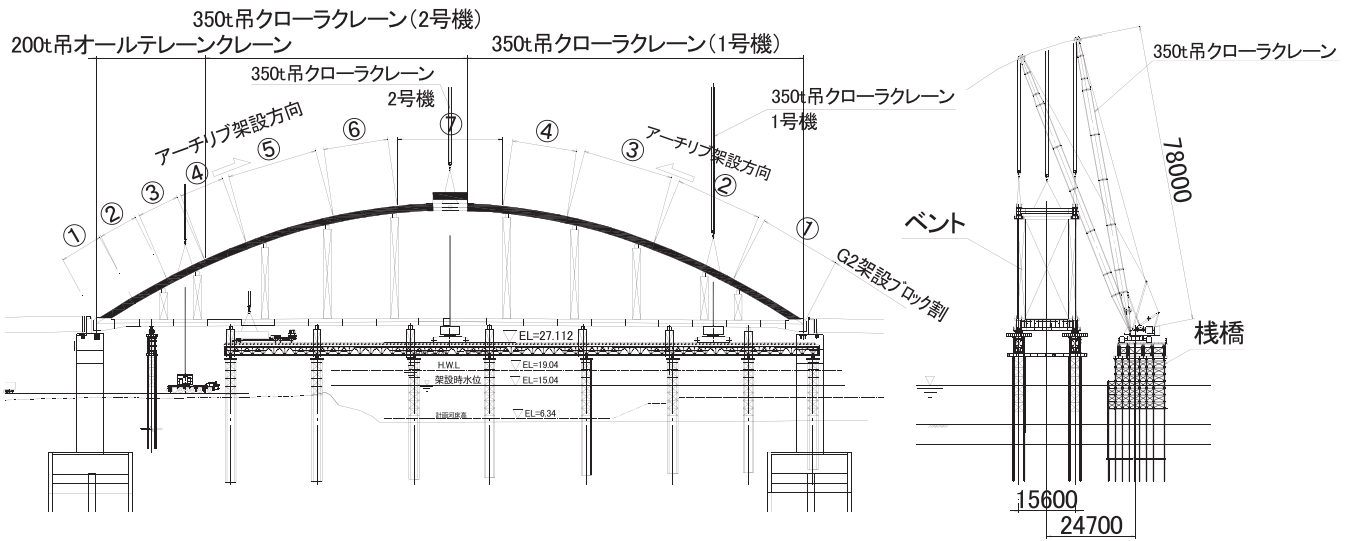 350t吊クローラクレーン(2号機)
200t吊オールテレーンクレーン
350t吊クローラクレーン(1号機)
350t吊クローラクレーン
2号機
350t吊クローラクレーン
1号機
アーチリブ架設方向
アーチリブ架設方向
①
②
③
④
⑤
⑥
⑦
④
③
②
①
G2架設ブロック割
EL=27.112
H.W.L
EL=19.04
架設時水位
EL=15.04
計画河床高
EL=6.34
350t吊クローラクレーン
78000
ベント
桟橋
15600
24700